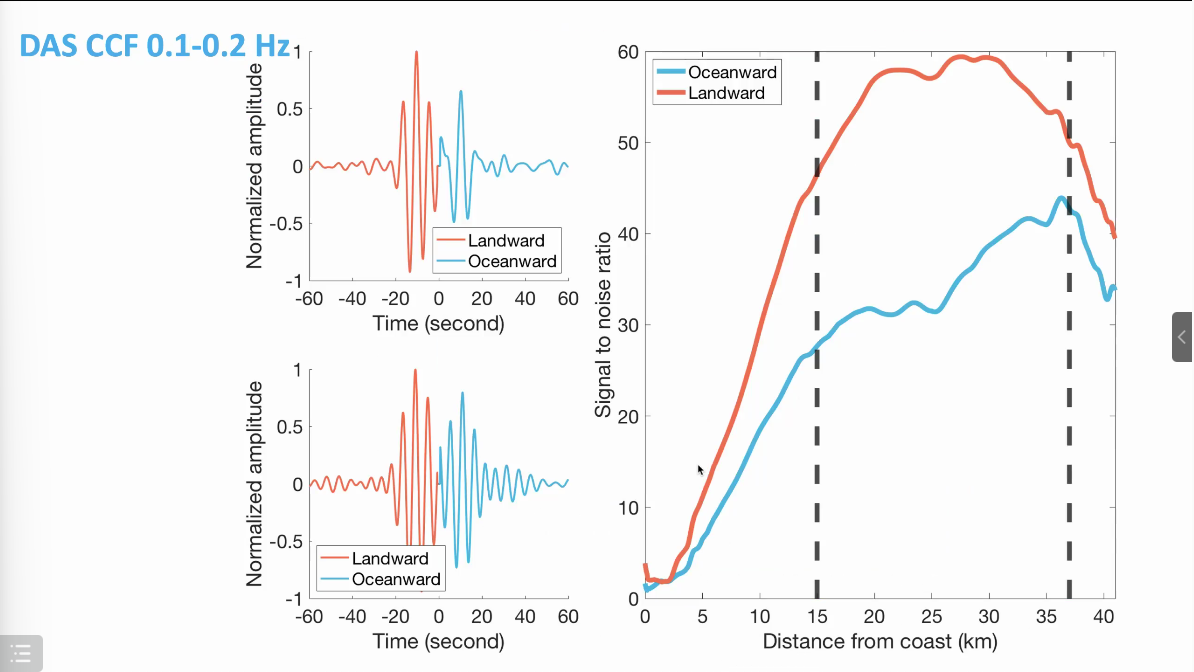 DAS CCF 0.1-0.2 Hz
1
0.5
0
-0.5
-1
Normalized amplitude
Landward
Oceanward
-60 -40 -20 0 20 40 60
Time (second)
1
0.5
0
-0.5
-1
Normalized amplitude
Landward
Oceanward
-60 -40 -20 0 20 40 60
Time (second)
60
50
40
30
20
10
0
Signal to noise ratio
Oceanward
Landward
0 5 10 15 20 25 30 35 40
Distance from coast (km)